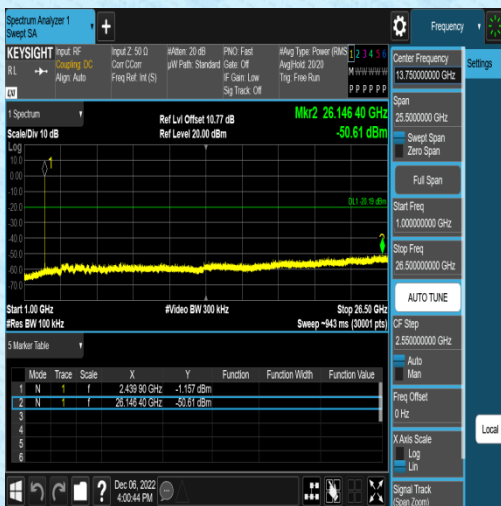 Spectrum Analyzer 1
Swept SA
Frequency
KEYSIGHT
RL
Input: RF
Coupling: DC
Align: Auto
Input Z: 50 Ω
Corr CCorr
Freq Ref: Int (S)
#Atten: 20 dB
µW Path: Standard
PNO: Fast
Gate: Off
IF Gain: Low
Sig Track: Off
#Avg Type: Power (RMS
Avg|Hold: 20/20
Trig: Free Run
1 2 3 4 5 6
M W W W W W
P P P P P P
LXI
1 Spectrum
Scale/Div 10 dB
Ref Lvl Offset 10.77 dB
Ref Level 20.00 dBm
Mkr2 26.146 40 GHz
-50.61 dBm
Log
10.0
0.00
-10.0
-20.0
-30.0
-40.0
-50.0
-60.0
-70.0
1
DL1 -20.19 dBm
2
Start 1.00 GHz
#Res BW 100 kHz
#Video BW 300 kHz
Stop 26.50 GHz
Sweep ~943 ms (30001 pts)
5 Marker Table
Mode Trace Scale X Y Function Function Width Function Value
1 N 1 f 2.439 90 GHz -1.157 dBm
2 N 1 f 26.146 40 GHz -50.61 dBm
3
4
5
6
?
Dec 06, 2022
4:00:44 PM
Center Frequency
13.750000000 GHz
Settings
Span
25.5000000 GHz
Swept Span
Zero Span
Full Span
Start Freq
1.000000000 GHz
Stop Freq
26.500000000 GHz
AUTO TUNE
CF Step
2.550000000 GHz
Auto
Man
Freq Offset
0 Hz
X Axis Scale
Log
Lin
Local
Signal Track
(Span Zoom)